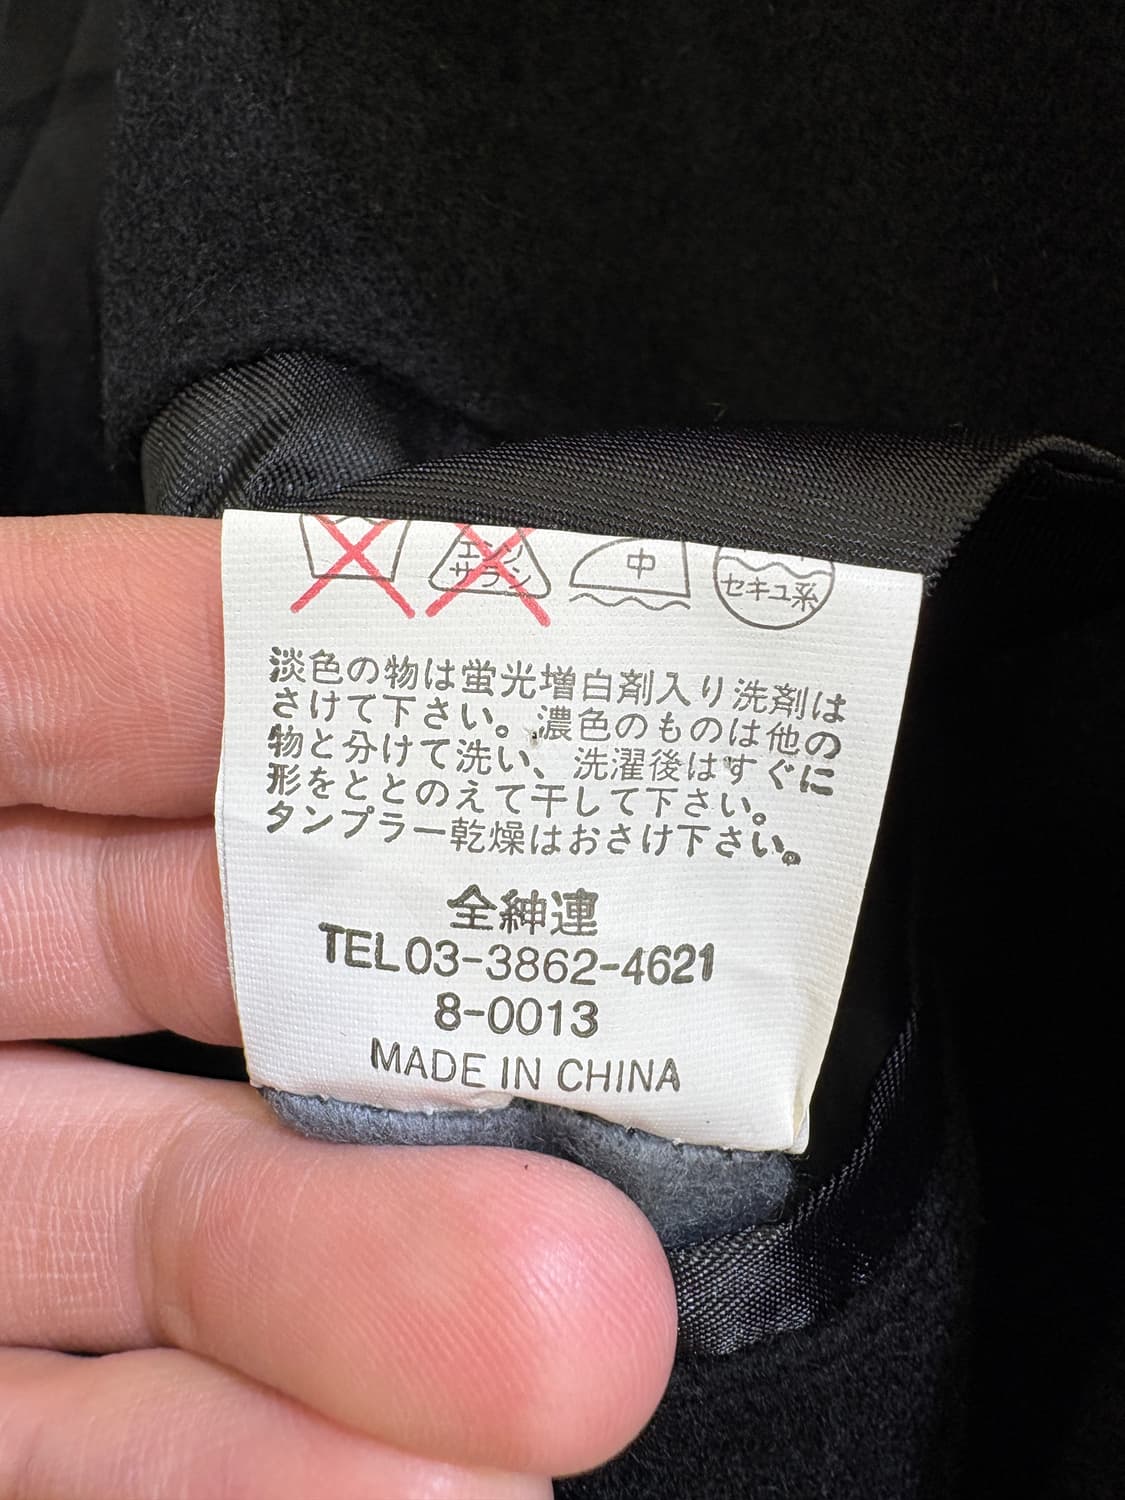 エンソ
サラシ
中
セキユ系
淡色の物は蛍光増白剤入り洗剤は
さけて下さい。濃色のものは他の
物と分けて洗い、洗濯後はすぐに
形をととのえて干して下さい。
タンプラー乾燥はおさけ下さい。
全紳連
TEL03-3862-4621
8-0013
MADE IN CHINA